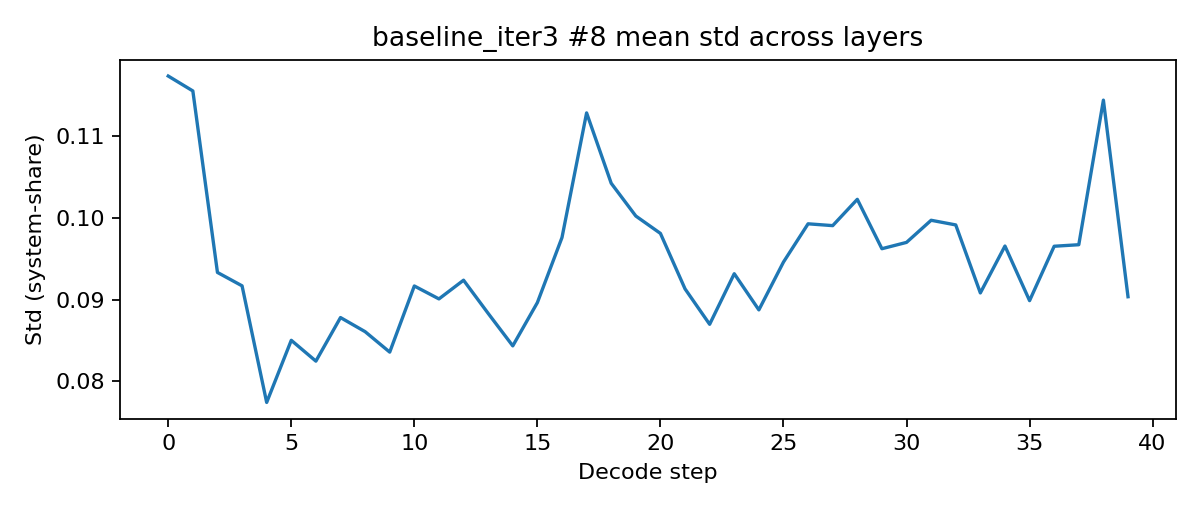 baseline_iter3 #8 mean std across layers
Std (system-share)
0.11
0.10
0.09
0.08
0 5 10 15 20 25 30 35 40
Decode step